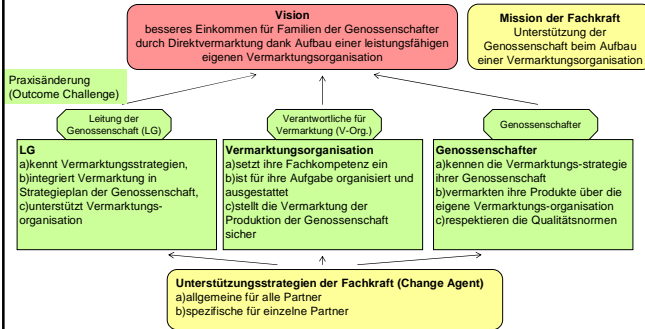 Vision
besseres Einkommen für Familien der Genossenschafter
durch Direktvermarktung dank Aufbau einer leistungsfähigen
eigenen Vermarktungsorganisation
Mission der Fachkraft
Unterstützung der
Genossenschaft beim Aufbau
einer Vermarktungsorganisation
Praxisänderung
(Outcome Challenge)
Leitung der
Genossenschaft (LG)
Verantwortliche für
Vermarktung (V-Org.)
Genossenschafter
LG
a)kennt Vermarktungsstrategien,
b)integriert Vermarktung in
Strategieplan der Genossenschaft,
c)unterstützt Vermarktungs-
organisation
Vermarktungsorganisation
a)setzt ihre Fachkompetenz ein
b)ist für ihre Aufgabe organisiert und
ausgestattet
c)stellt die Vermarktung der
Produktion der Genossenschaft
sicher
Genossenschafter
a)kennen die Vermarktungs-strategie
ihrer Genossenschaft
b)vermarkten ihre Produkte über die
eigene Vermarktungs-organisation
c)respektieren die Qualitätsnormen
Unterstützungsstrategien der Fachkraft (Change Agent)
a)allgemeine für alle Partner
b)spezifische für einzelne Partner